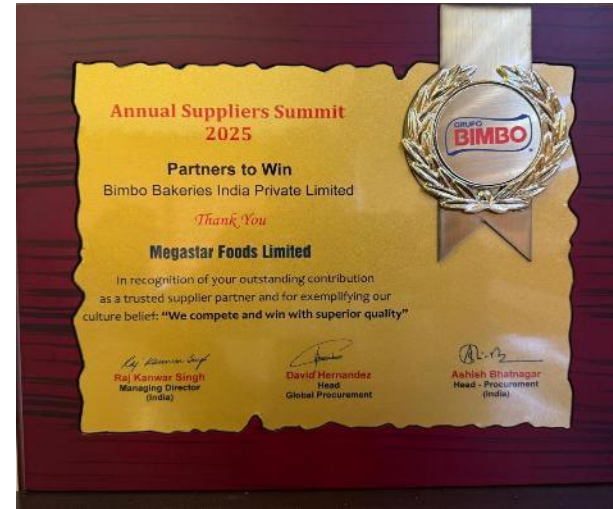 Annual Suppliers Summit
2025
GRUPO
BIMBO
Partners to Win
Bimbo Bakeries India Private Limited
Thank You
Megastar Foods Limited
In recognition of your outstanding contribution
as a trusted supplier partner and for exemplifying our
culture belief: “We compete and win with superior quality”
Raj Kanwar Singh
Managing Director
(India)
David Hernandez
Head
Global Procurement
Ashish Bhatnagar
Head - Procurement
(India)